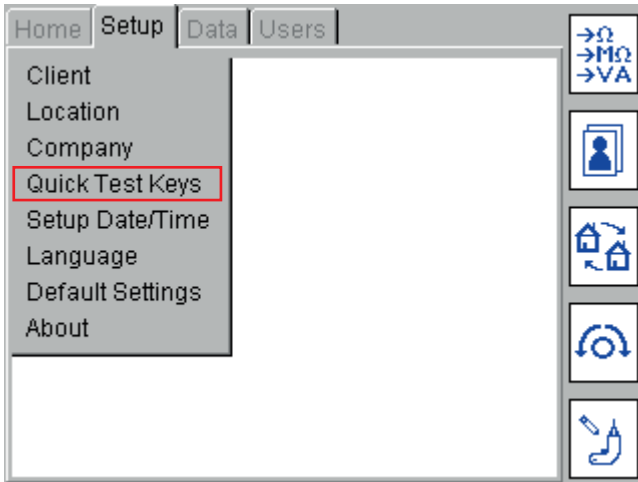 Home Setup Data Users
→Ω
→MΩ
→VA
Client
Location
Company
Quick Test Keys
Setup Date/Time
Language
Default Settings
About